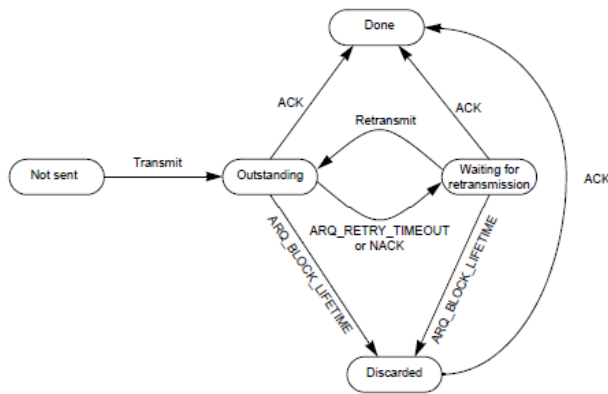 Done
ACK
ACK
Retransmit
Transmit
Not sent
Outstanding
Waiting for
retransmission
ACK
ARQ_RETRY_TIMEOUT
or NACK
ARQ_BLOCK_LIFETIME
ARQ_BLOCK_LIFETIME
Discarded